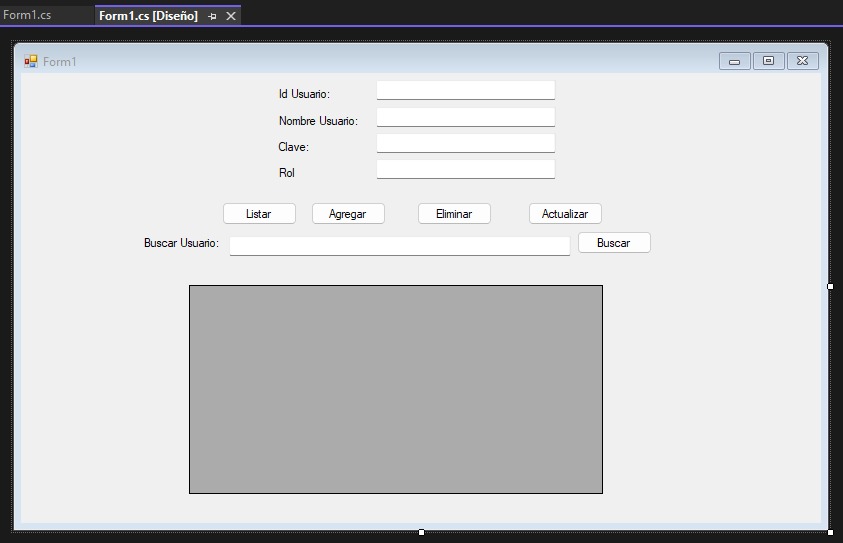 Form1.cs
Form1.cs [Diseño]
Form1
Id Usuario:
Nombre Usuario:
Clave:
Rol
Listar Agregar Eliminar Actualizar
Buscar Usuario: Buscar